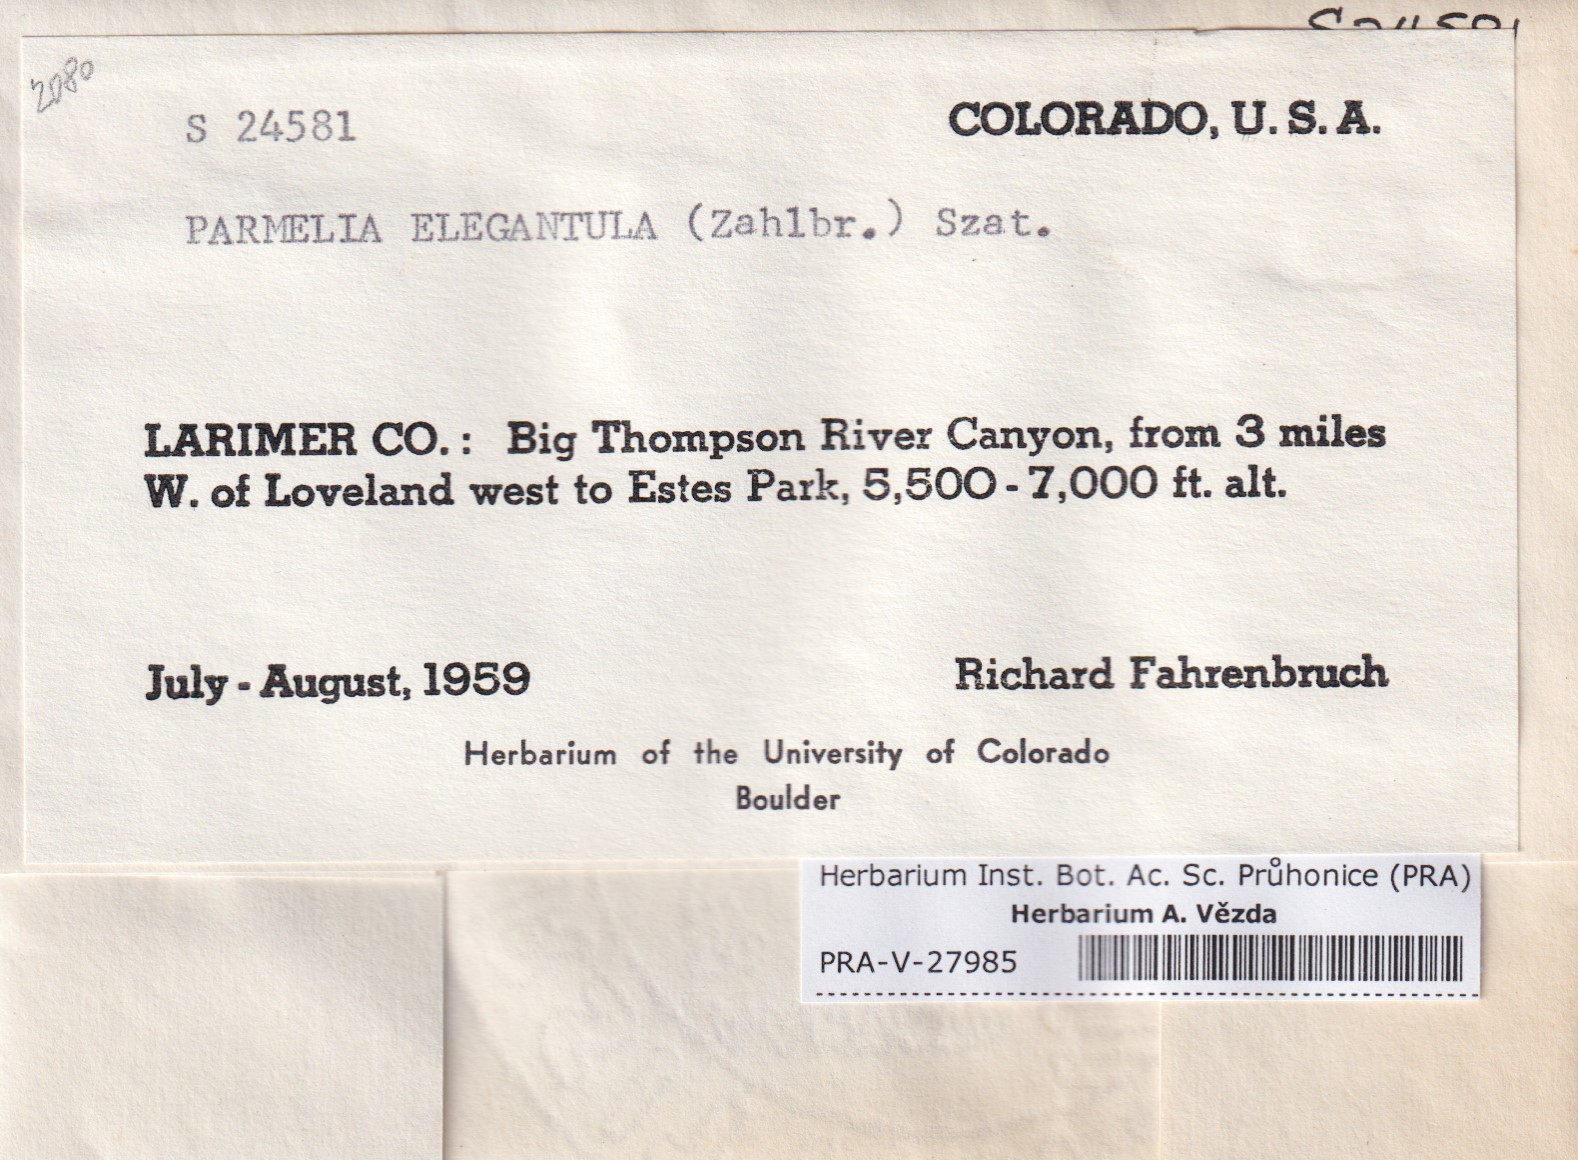 2080
S 24581
COLORADO, U. S. A.
PARMELIA ELEGANTULA (Zahlbr.) Szat.
LARIMER CO.: Big Thompson River Canyon, from 3 miles
W. of Loveland west to Estes Park, 5,500 - 7,000 ft. alt.
July - August, 1959
Richard Fahrenbruch
Herbarium of the University of Colorado
Boulder
Herbarium Inst. Bot. Ac. Sc. Průhonice (PRA)
Herbarium A. Vězda
PRA-V-27985